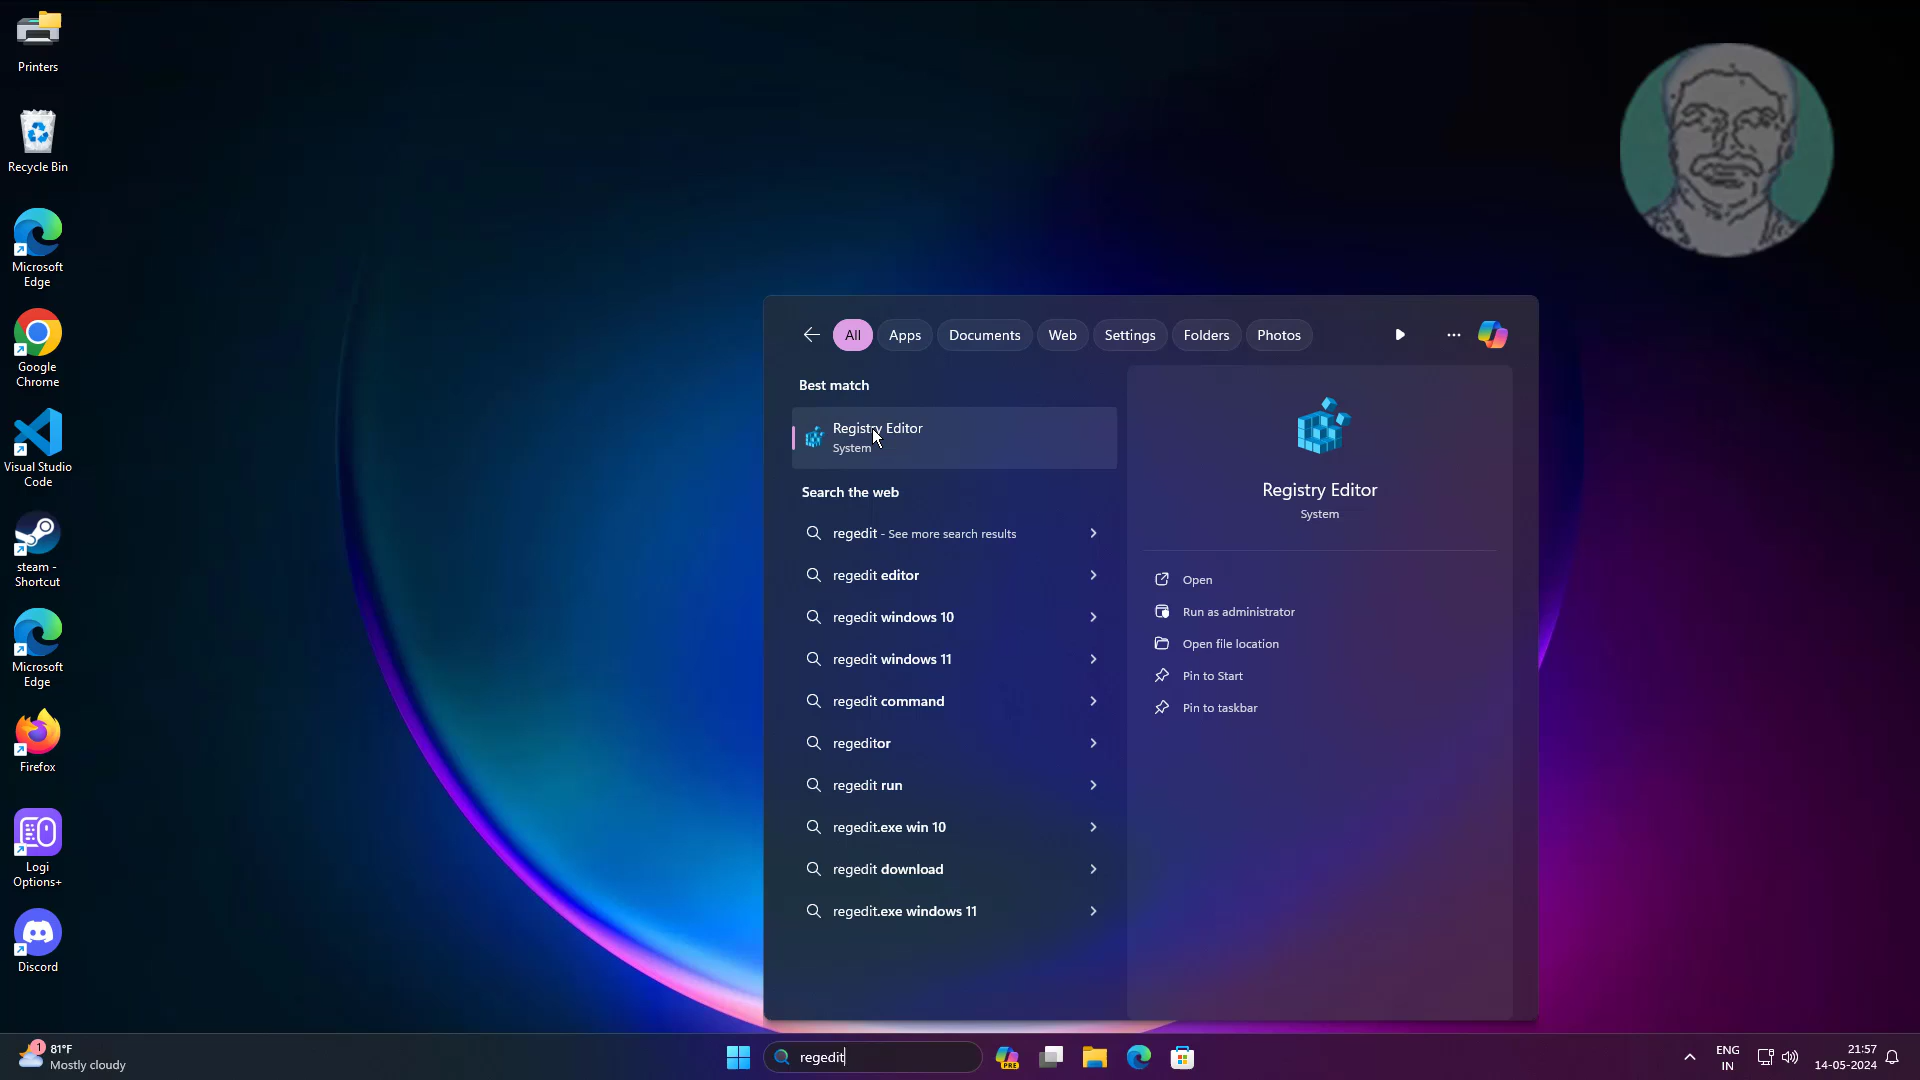 Printers
Recycle Bin
Microsoft
Edge
Google
Chrome
Visual Studio
Code
steam -
Shortcut
Microsoft
Edge
Firefox
Logi
Options+
Discord
All
Apps
Documents
Web
Settings
Folders
Photos
Best match
Registry Editor
System
Search the web
regedit - See more search results
regedit editor
regedit windows 10
regedit windows 11
regedit command
regeditor
regedit run
regedit.exe win 10
regedit download
regedit.exe windows 11
Registry Editor
System
Open
Run as administrator
Open file location
Pin to Start
Pin to taskbar
1
81°F
Mostly cloudy
regedit
PRE
ENG
IN
21:57
14-05-2024